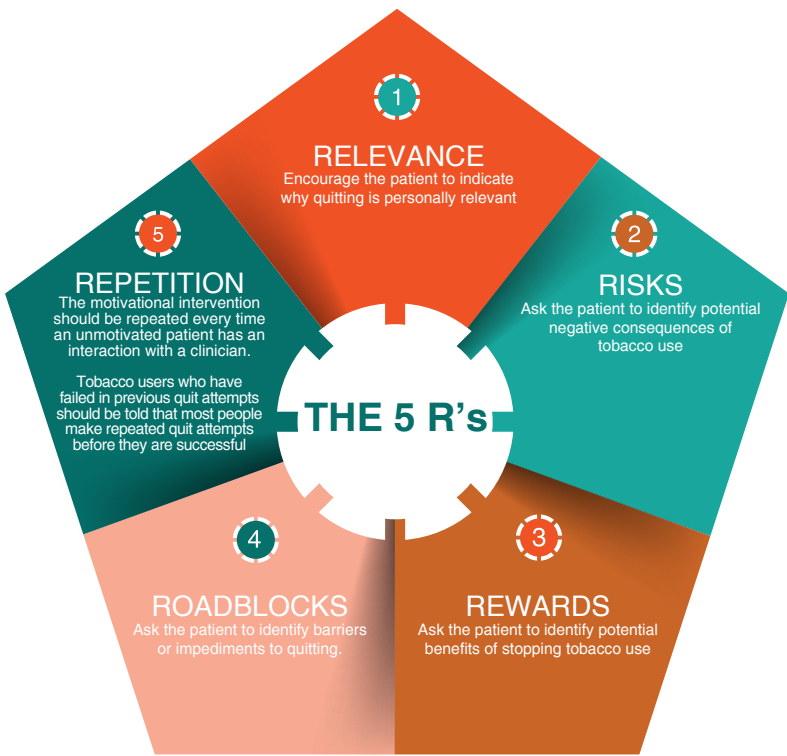 THE 5 R's
1
RELEVANCE
Encourage the patient to indicate
why quitting is personally relevant
2
RISKS
Ask the patient to identify potential
negative consequences of
tobacco use
3
REWARDS
Ask the patient to identify potential
benefits of stopping tobacco use
4
ROADBLOCKS
Ask the patient to identify barriers
or impediments to quitting.
5
REPETITION
The motivational intervention
should be repeated every time
an unmotivated patient has an
interaction with a clinician.
Tobacco users who have
failed in previous quit attempts
should be told that most people
make repeated quit attempts
before they are successful